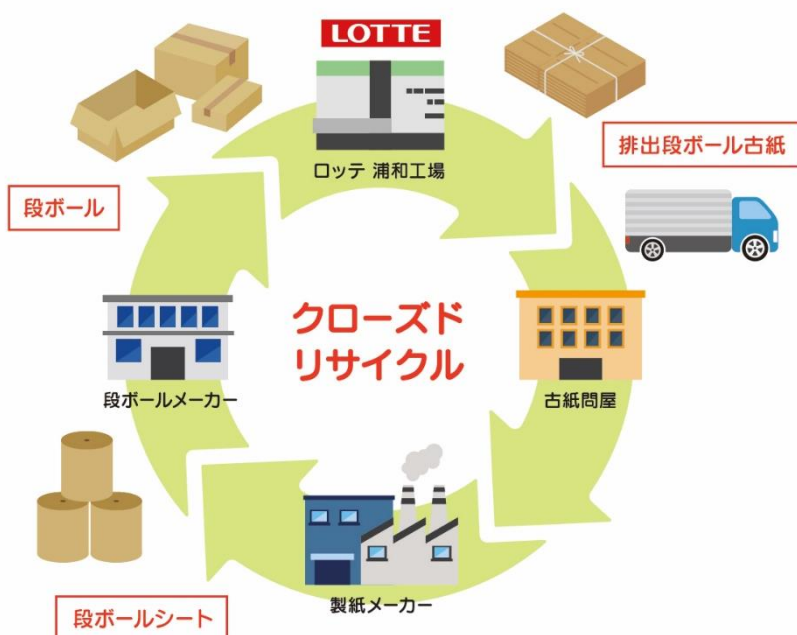 LOTTE
ロッテ 浦和工場
排出段ボール古紙
段ボール
クローズド
リサイクル
段ボールメーカー
古紙問屋
製紙メーカー
段ボールシート